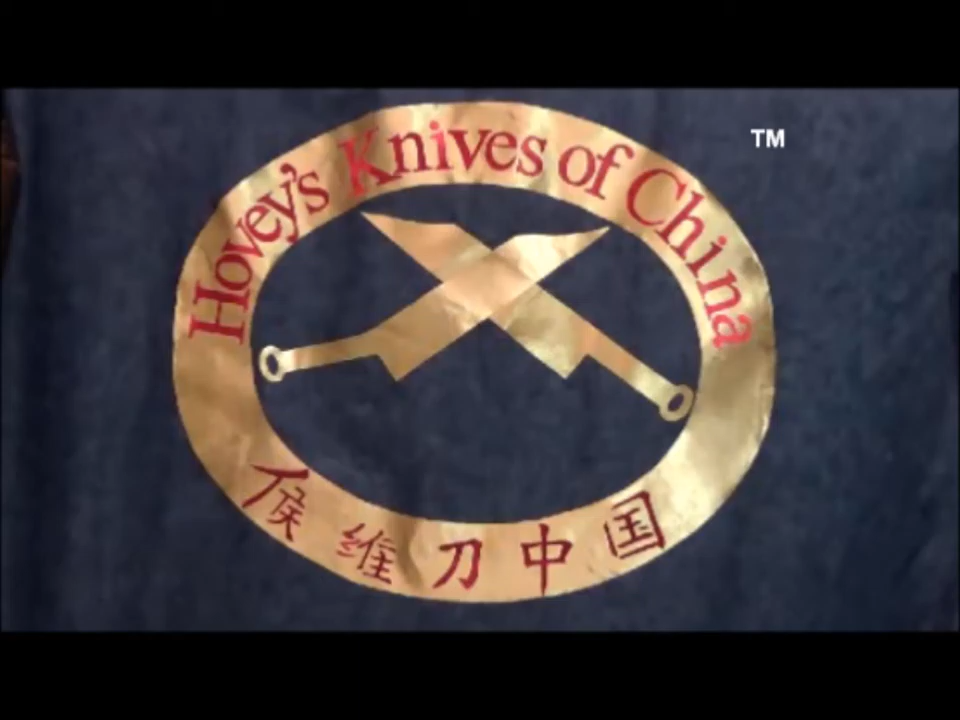 Hovey's Knives of China
TM
侯维刀中国